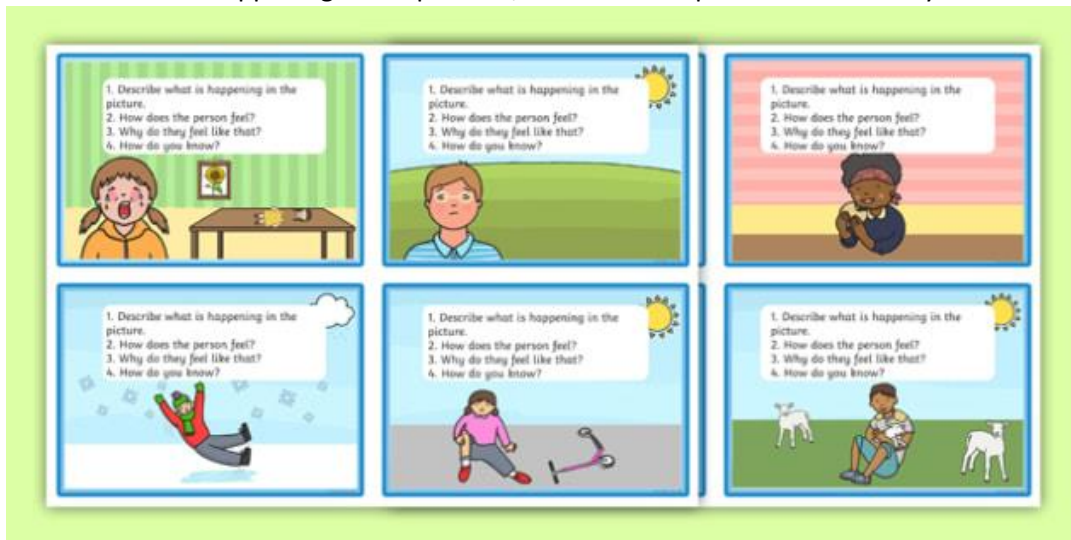 1. Describe what is happening in the
picture.
2. How does the person feel?
3. Why do they feel like that?
4. How do you know?
1. Describe what is happening in the
picture.
2. How does the person feel?
3. Why do they feel like that?
4. How do you know?
1. Describe what is happening in the
picture.
2. How does the person feel?
3. Why do they feel like that?
4. How do you know?
1. Describe what is happening in the
picture.
2. How does the person feel?
3. Why do they feel like that?
4. How do you know?
1. Describe what is happening in the
picture.
2. How does the person feel?
3. Why do they feel like that?
4. How do you know?
1. Describe what is happening in the
picture.
2. How does the person feel?
3. Why do they feel like that?
4. How do you know?